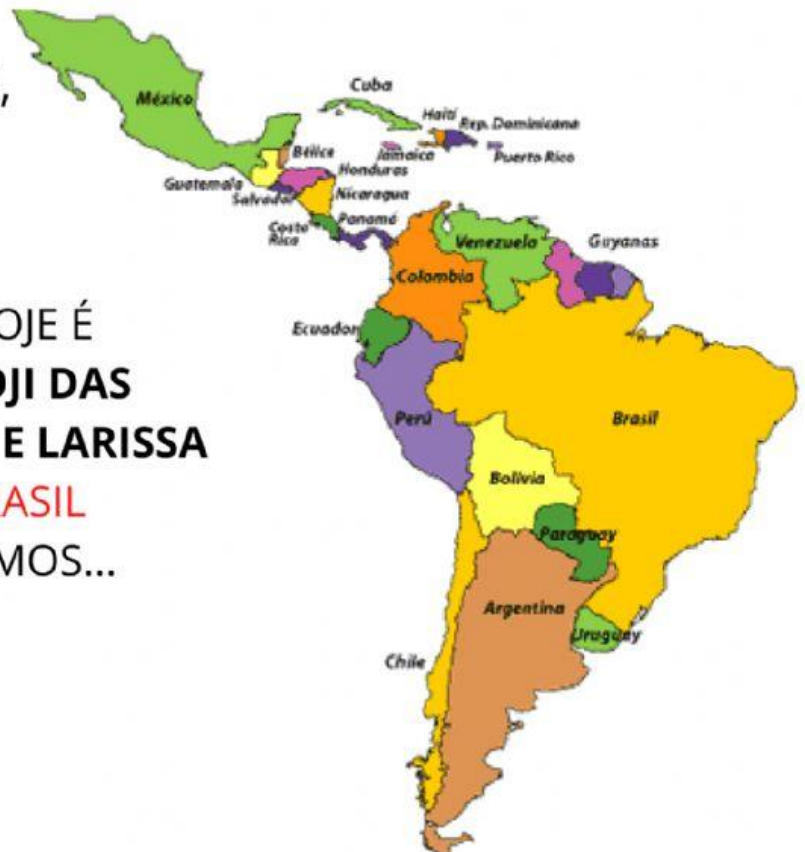 ,
OJE É
OJI DAS
E LARISSA
ASIL
MOS...
México
Cuba
Haití
Rep. Dominicana
Jamaica
Puerto Rico
Bélice
Honduras
Guatemala
Salvador
Nicaragua
Costa
Rica
Panamá
Venezuela
Guyanas
Colombia
Ecuador
Perú
Brasil
Bolivia
Paraguay
Argentina
Uruguay
Chile